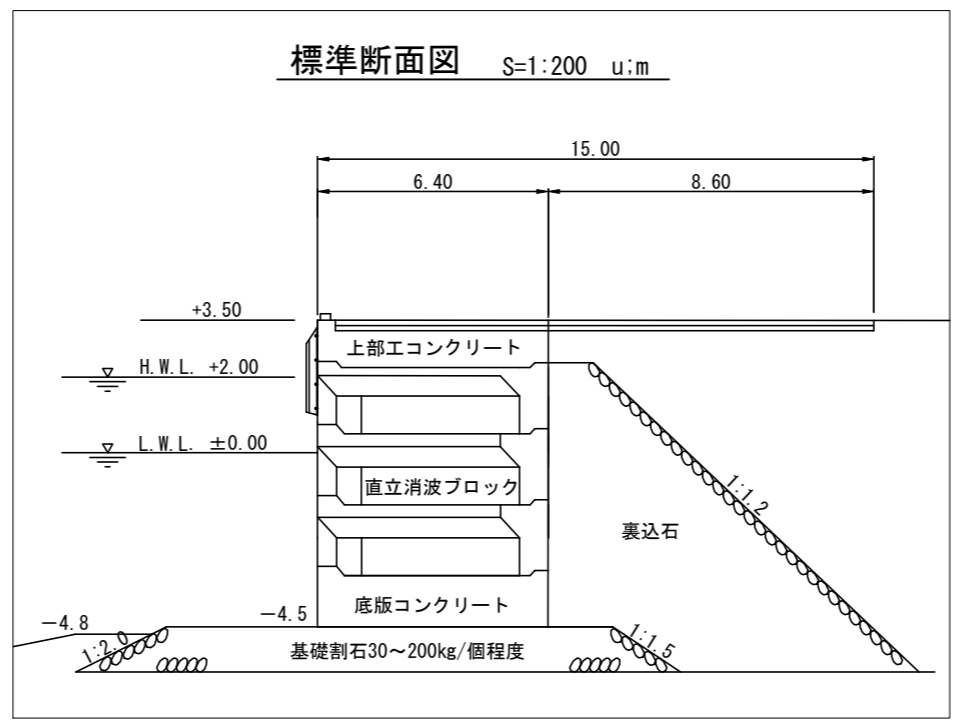 標準断面図 S=1:200 u;m
15.00
6.40 8.60
+3.50
上部工コンクリート
H.W.L. +2.00
L.W.L. ±0.00
直立消波ブロック
1:1.2
裏込石
底版コンクリート
-4.5
-4.8
1:2.0
1:1.5
基礎割石30～200kg/個程度